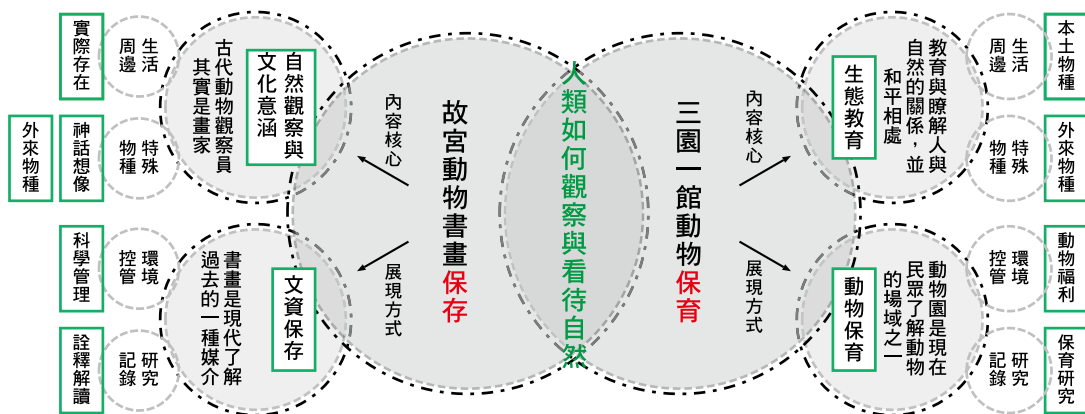 實際存在
生活
周邊
外來物種
神話想像
特殊
物種
自然觀察與
文化意涵
古代動物觀察員
其實是畫家
內容核心
故宮動物書畫保存
展現方式
科學管理
環境
控管
詮釋解讀
研究
記錄
文資保存
書畫是現代了解
過去的一種媒介
人類如何觀察與看待自然
三園一館動物保育
內容核心
展現方式
生態教育
教育與瞭解人與
自然的關係，並
和平相處
生活
周邊
本土物種
特殊
物種
外來物種
動物保育
動物園是現在
民眾了解動物
的場域之一
環境
控管
動物福利
研究
記錄
保育研究